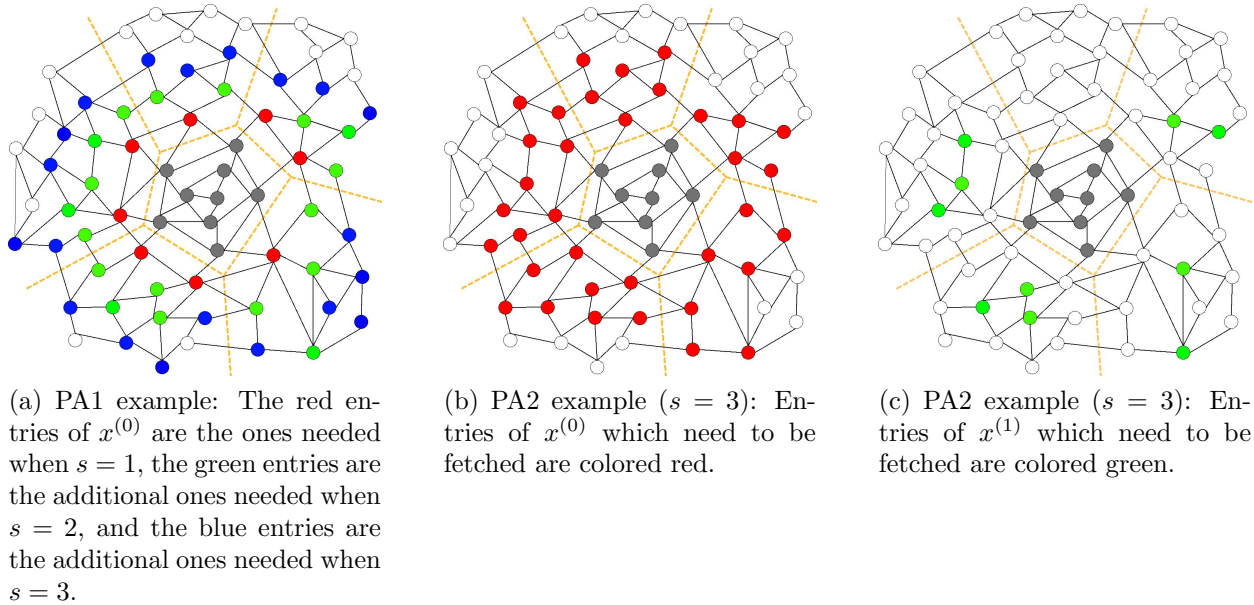 (a) PA1 example: The red en-
tries of x^{(0)} are the ones needed
when s = 1, the green entries are
the additional ones needed when
s = 2, and the blue entries are
the additional ones needed when
s = 3.
(b) PA2 example (s = 3): En-
tries of x^{(0)} which need to be
fetched are colored red.
(c) PA2 example (s = 3): En-
tries of x^{(1)} which need to be
fetched are colored green.